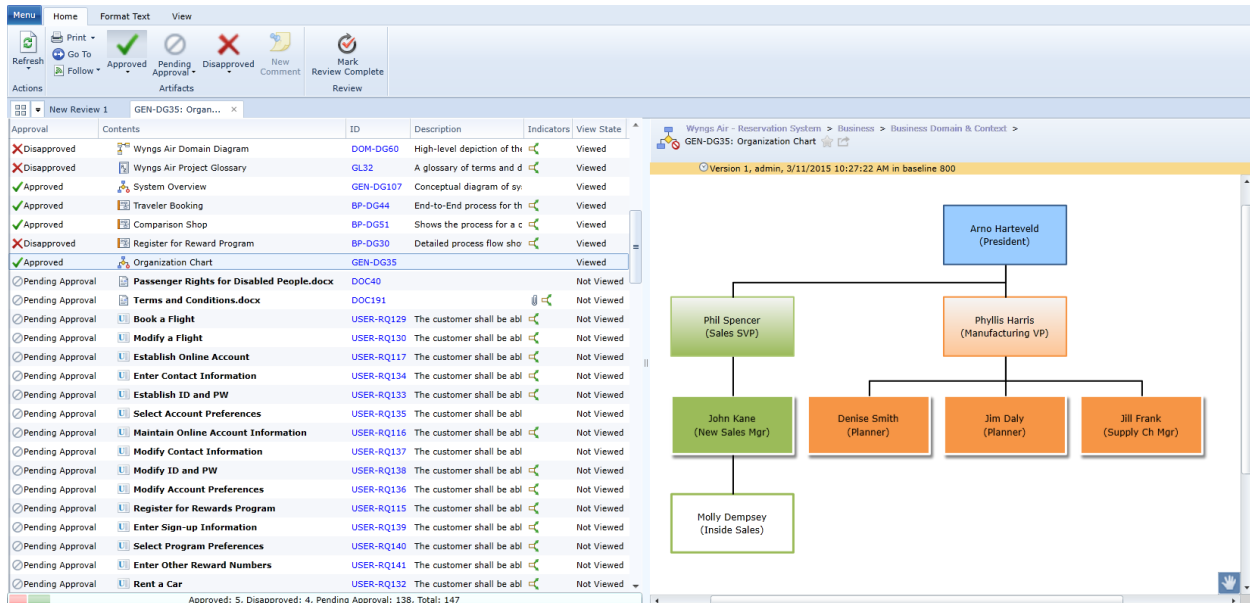 Menu Home Format Text View
Print
Go To
Follow
Refresh
Approved
Pending Approval
Disapproved
New Comment
Mark Review Complete
Actions Artifacts Review
New Review 1 GEN-DG35: Organ... ×
Approval Contents ID Description Indicators View State
Disapproved Wyngs Air Domain Diagram DOM-DG60 High-level depiction of the Viewed
Disapproved Wyngs Air Project Glossary GL32 A glossary of terms and d Viewed
Approved System Overview GEN-DG107 Conceptual diagram of sy Viewed
Approved Traveler Booking BP-DG44 End-to-End process for th Viewed
Approved Comparison Shop BP-DG51 Shows the process for a c Viewed
Disapproved Register for Reward Program BP-DG30 Detailed process flow sho Viewed
Approved Organization Chart GEN-DG35 Viewed
Pending Approval Passenger Rights for Disabled People.docx DOC40 Not Viewed
Pending Approval Terms and Conditions.docx DOC191 Not Viewed
Pending Approval Book a Flight USER-RQ129 The customer shall be abl Not Viewed
Pending Approval Modify a Flight USER-RQ130 The customer shall be abl Not Viewed
Pending Approval Establish Online Account USER-RQ117 The customer shall be abl Not Viewed
Pending Approval Enter Contact Information USER-RQ134 The customer shall be abl Not Viewed
Pending Approval Establish ID and PW USER-RQ133 The customer shall be abl Not Viewed
Pending Approval Select Account Preferences USER-RQ135 The customer shall be abl Not Viewed
Pending Approval Maintain Online Account Information USER-RQ116 The customer shall be abl Not Viewed
Pending Approval Modify Contact Information USER-RQ137 The customer shall be abl Not Viewed
Pending Approval Modify ID and PW USER-RQ138 The customer shall be abl Not Viewed
Pending Approval Modify Account Preferences USER-RQ136 The customer shall be abl Not Viewed
Pending Approval Register for Rewards Program USER-RQ115 The customer shall be abl Not Viewed
Pending Approval Enter Sign-up Information USER-RQ139 The customer shall be abl Not Viewed
Pending Approval Select Program Preferences USER-RQ140 The customer shall be abl Not Viewed
Pending Approval Enter Other Reward Numbers USER-RQ141 The customer shall be abl Not Viewed
Pending Approval Rent a Car USER-RQ132 The customer shall be abl Not Viewed
Approved: 5, Disapproved: 4, Pending Approval: 138, Total: 147
Wyngs Air - Reservation System > Business > Business Domain & Context >
GEN-DG35: Organization Chart
Version 1, admin, 3/11/2015 10:27:22 AM in baseline 800
Arno Harteveld
(President)
Phil Spencer
(Sales SVP)
Phyllis Harris
(Manufacturing VP)
John Kane
(New Sales Mgr)
Denise Smith
(Planner)
Jim Daly
(Planner)
Jill Frank
(Supply Ch Mgr)
Molly Dempsey
(Inside Sales)